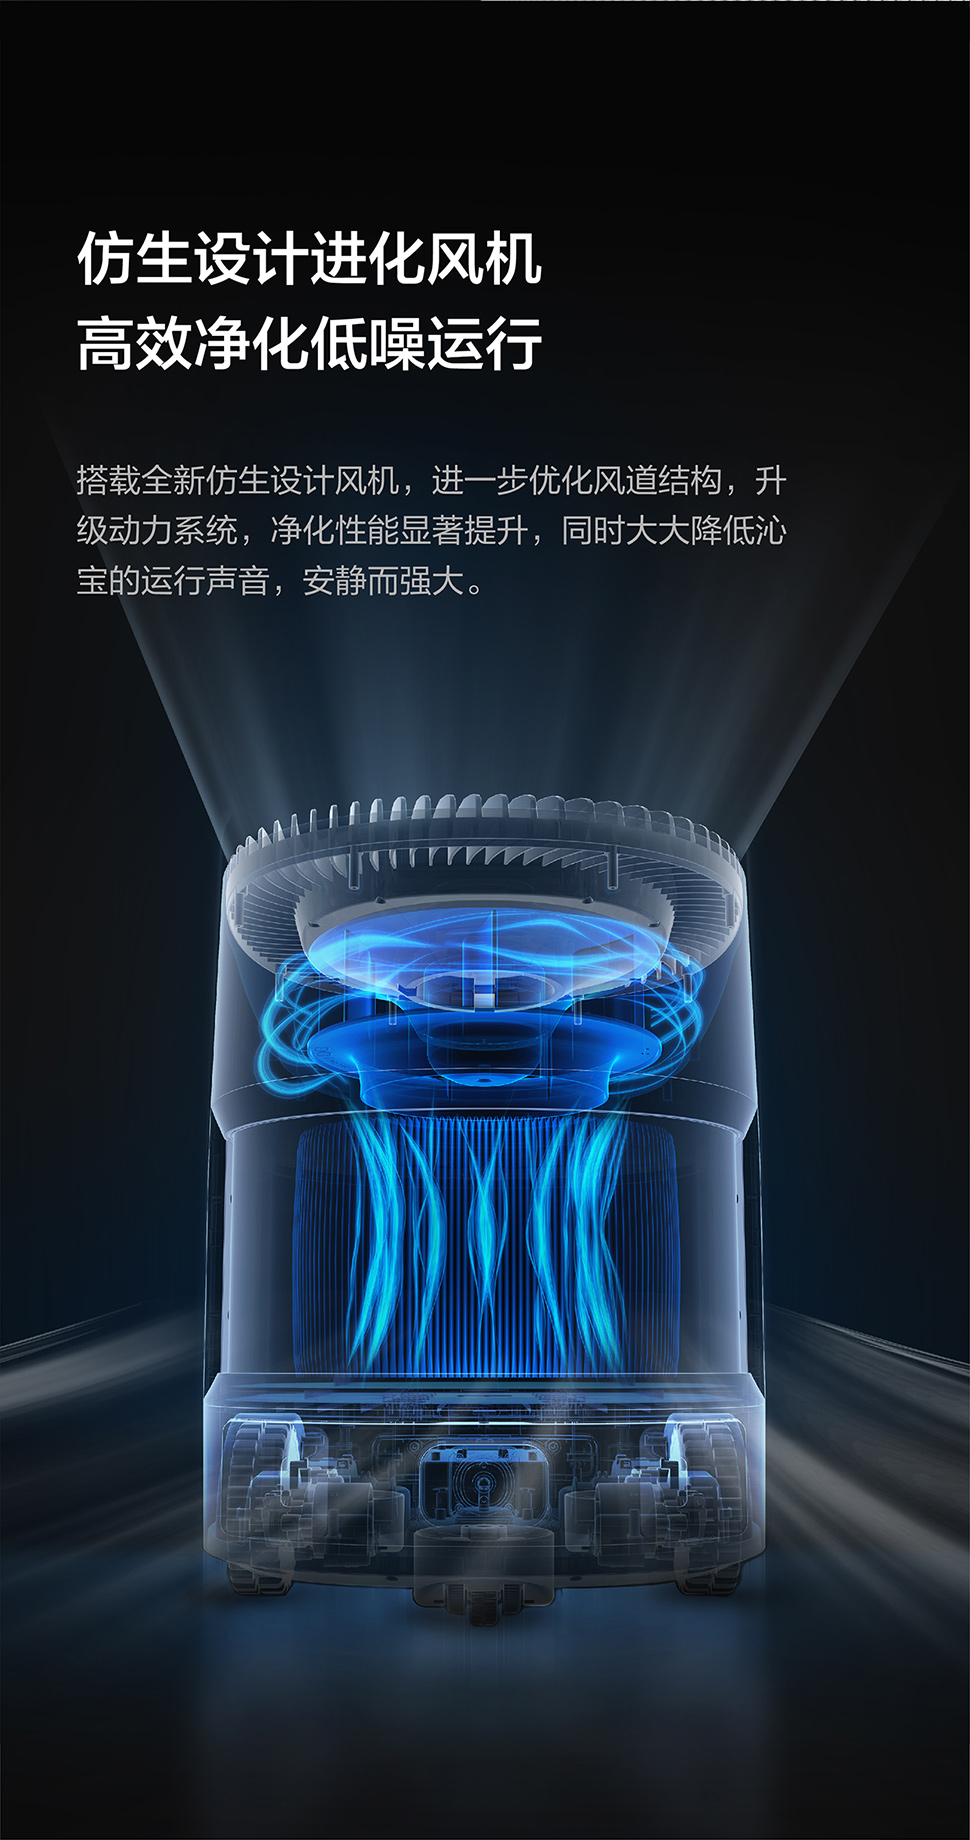 仿生设计进化风机
高效净化低噪运行
搭载全新仿生设计风机，进一步优化风道结构，升
级动力系统，净化性能显著提升，同时大大降低沁
宝的运行声音，安静而强大。